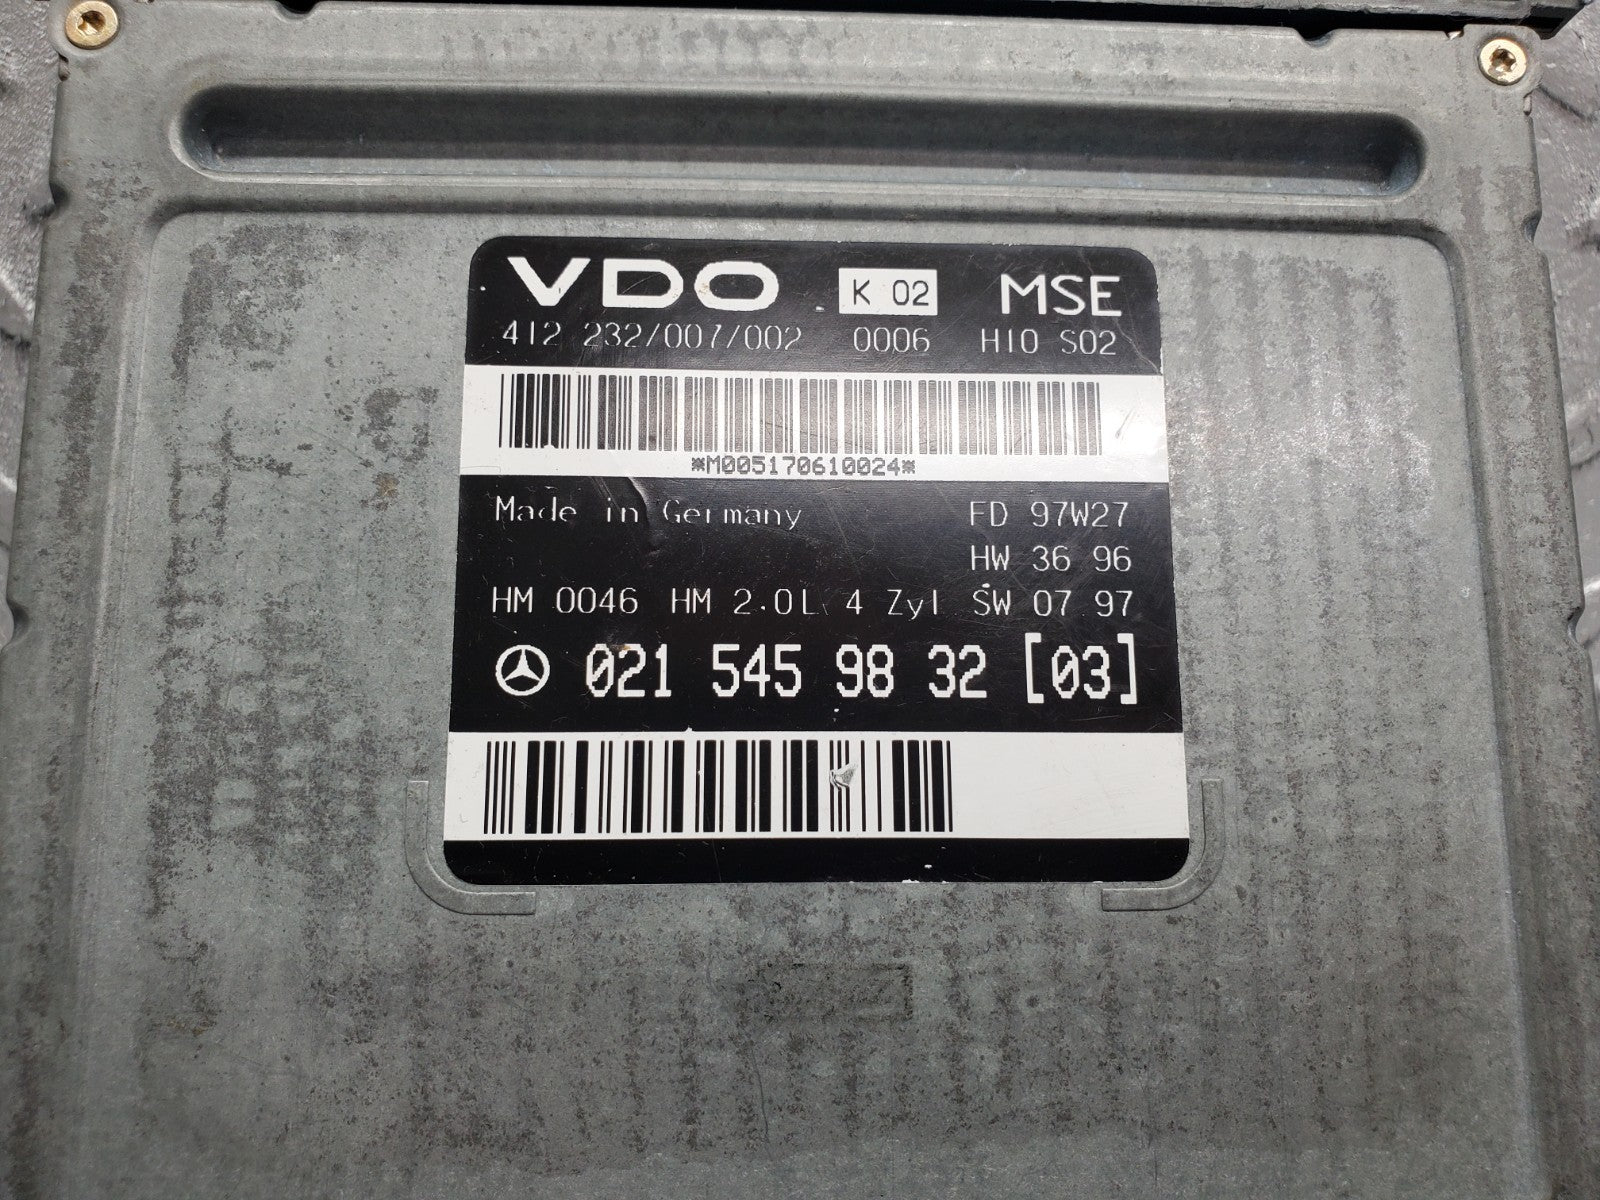 VDO K 02 MSE
412 232/007/002 0006 H10 S02
*M005170610024*
Made in Germany FD 97W27
HW 36 96
HM 0046 HM 2.0L 4 Zyl SW 07 97
021 545 98 32 [03]